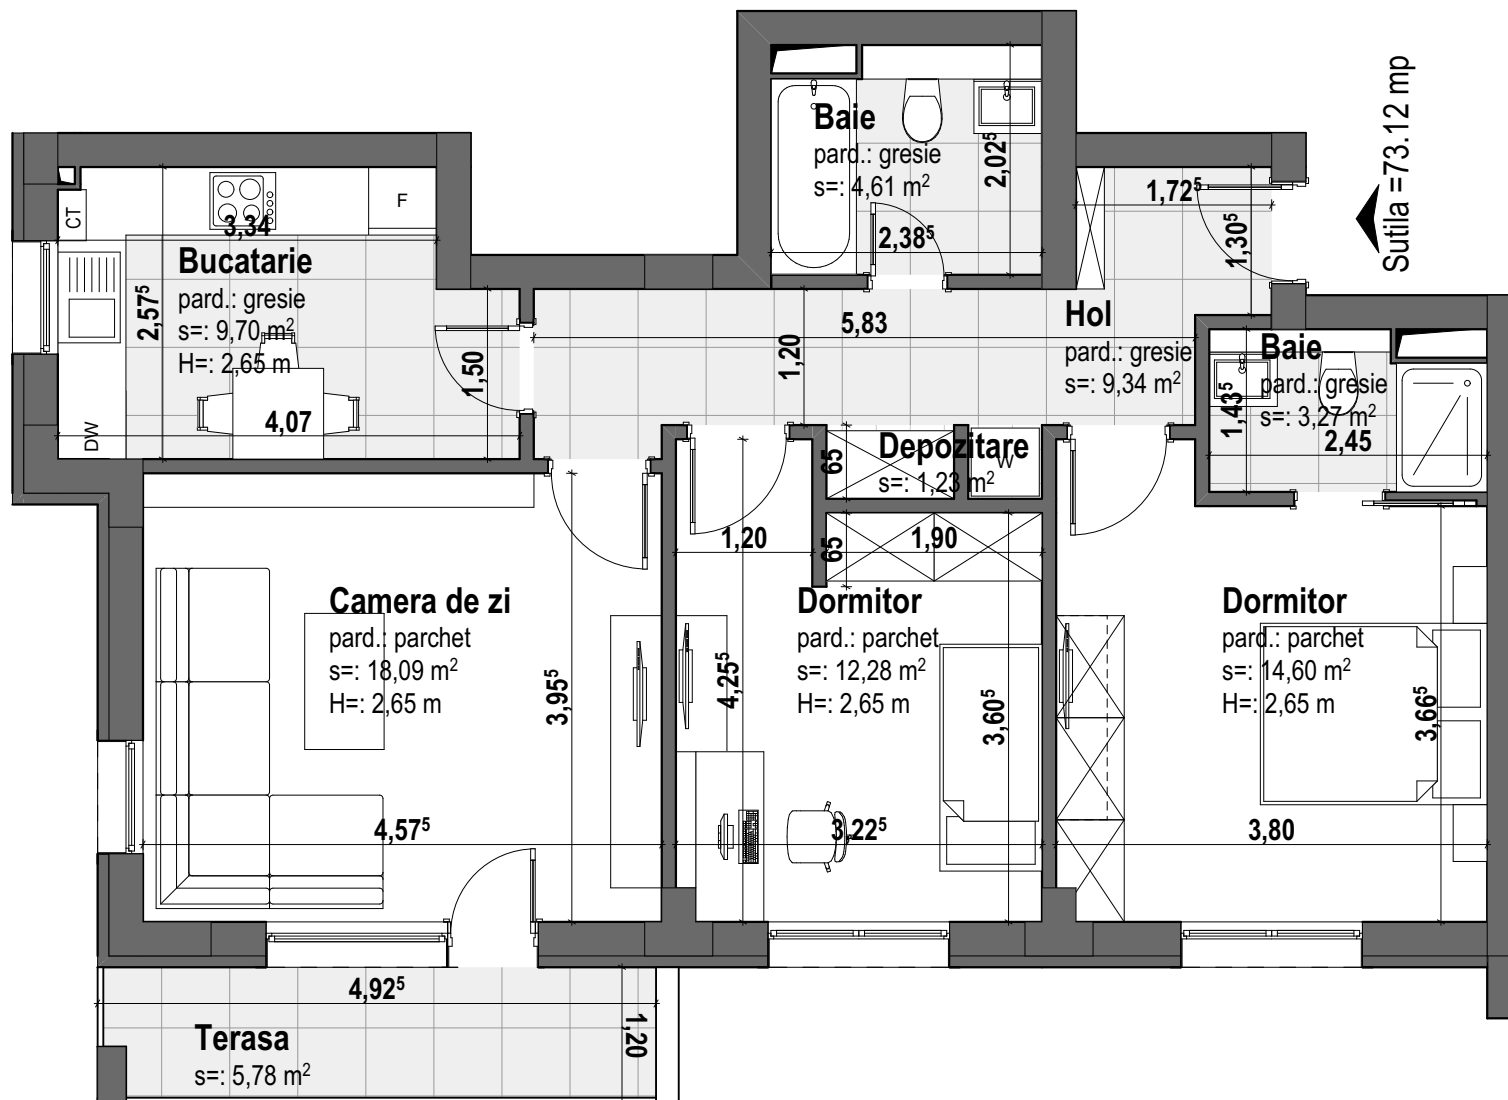 Sutila =73.12 mp
Baie
pard.: gresie
s=: 4,61 m²
2,02⁵
2,38⁵
1,72⁵
1,30⁵
CT
F
3,34
Bucatarie
pard.: gresie
s=: 9,70 m²
H=: 2,65 m
2,57⁵
4,07
1,50
DW
5,83
1,20
Hol
pard.: gresie
s=: 9,34 m²
Baie
pard.: gresie
s=: 3,27 m²
1,43⁵
2,45
Depozitare
s=: 1,23 m²
65
W
1,20
65
1,90
Camera de zi
pard.: parchet
s=: 18,09 m²
H=: 2,65 m
3,95⁵
4,57⁵
Dormitor
pard.: parchet
s=: 12,28 m²
H=: 2,65 m
4,25⁵
3,60⁵
3,22⁵
Dormitor
pard.: parchet
s=: 14,60 m²
H=: 2,65 m
3,66⁵
3,80
4,92⁵
1,20
Terasa
s=: 5,78 m²